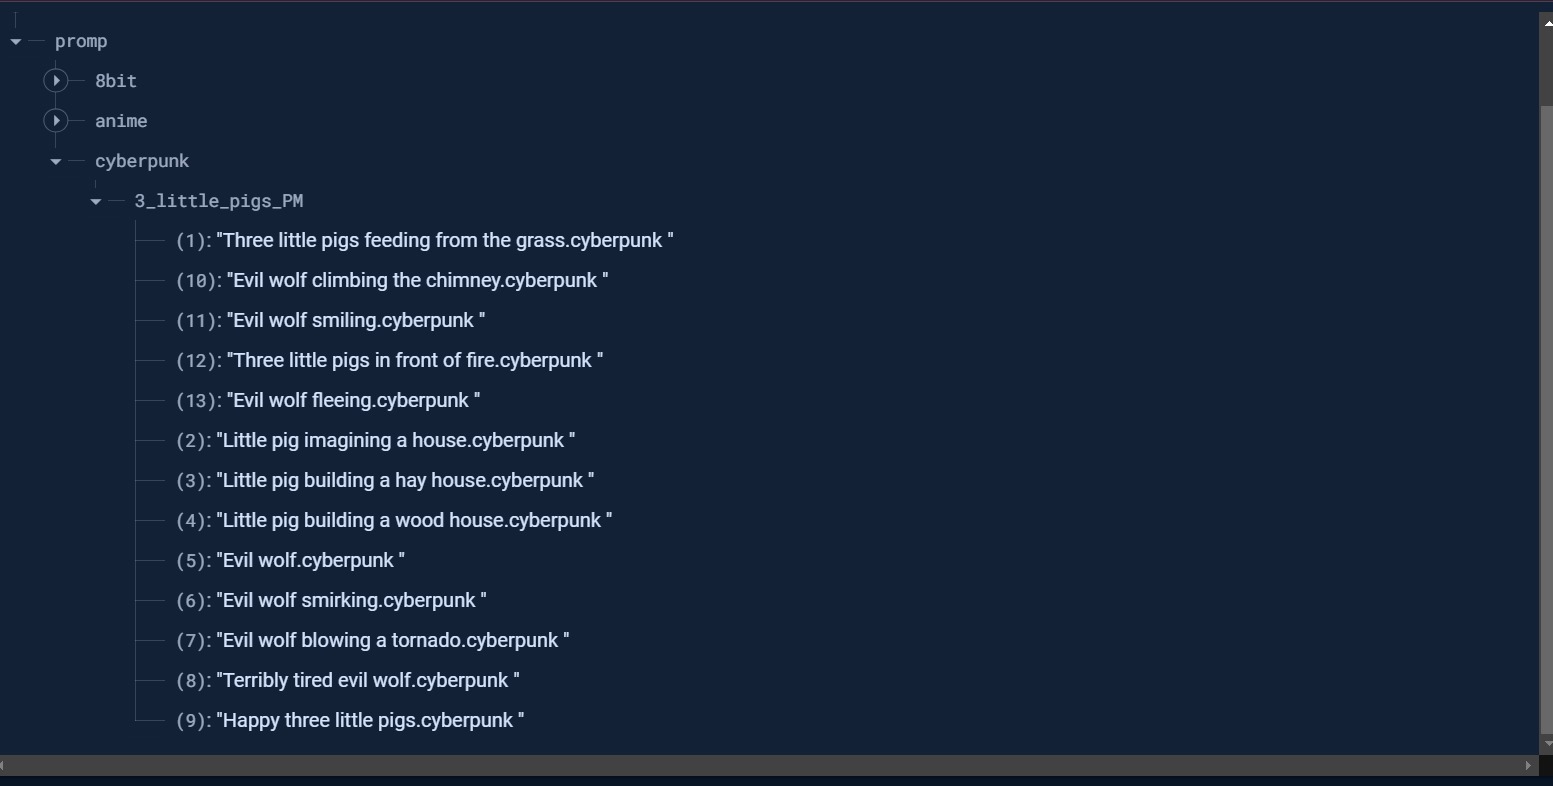 promp
8bit
anime
cyberpunk
3_little_pigs_PM
(1): "Three little pigs feeding from the grass.cyberpunk "
(10): "Evil wolf climbing the chimney.cyberpunk "
(11): "Evil wolf smiling.cyberpunk "
(12): "Three little pigs in front of fire.cyberpunk "
(13): "Evil wolf fleeing.cyberpunk "
(2): "Little pig imagining a house.cyberpunk "
(3): "Little pig building a hay house.cyberpunk "
(4): "Little pig building a wood house.cyberpunk "
(5): "Evil wolf.cyberpunk "
(6): "Evil wolf smirking.cyberpunk "
(7): "Evil wolf blowing a tornado.cyberpunk "
(8): "Terribly tired evil wolf.cyberpunk "
(9): "Happy three little pigs.cyberpunk "